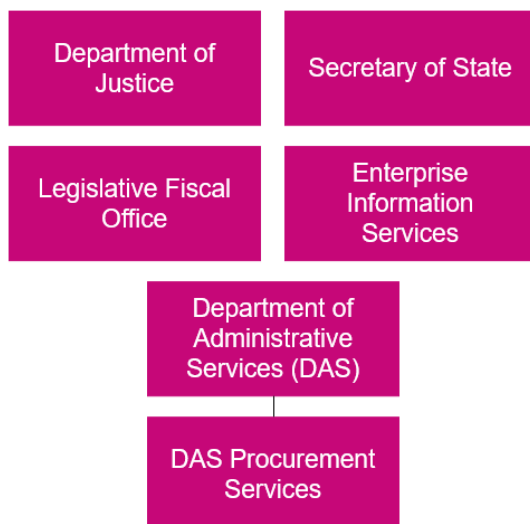 Department of
Justice
Secretary of State
Legislative Fiscal
Office
Enterprise
Information
Services
Department of
Administrative
Services (DAS)
DAS Procurement
Services